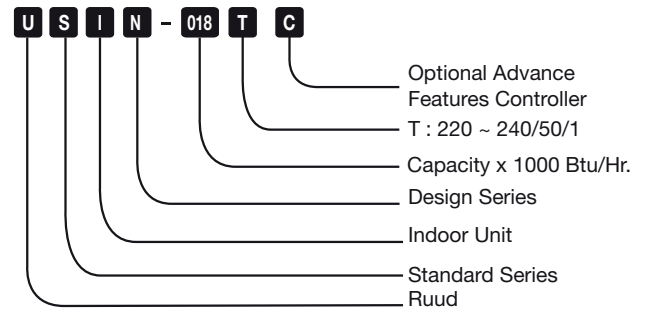 U S I N - 018 T C
Optional Advance
Features Controller
T : 220 ~ 240/50/1
Capacity x 1000 Btu/Hr.
Design Series
Indoor Unit
Standard Series
Ruud